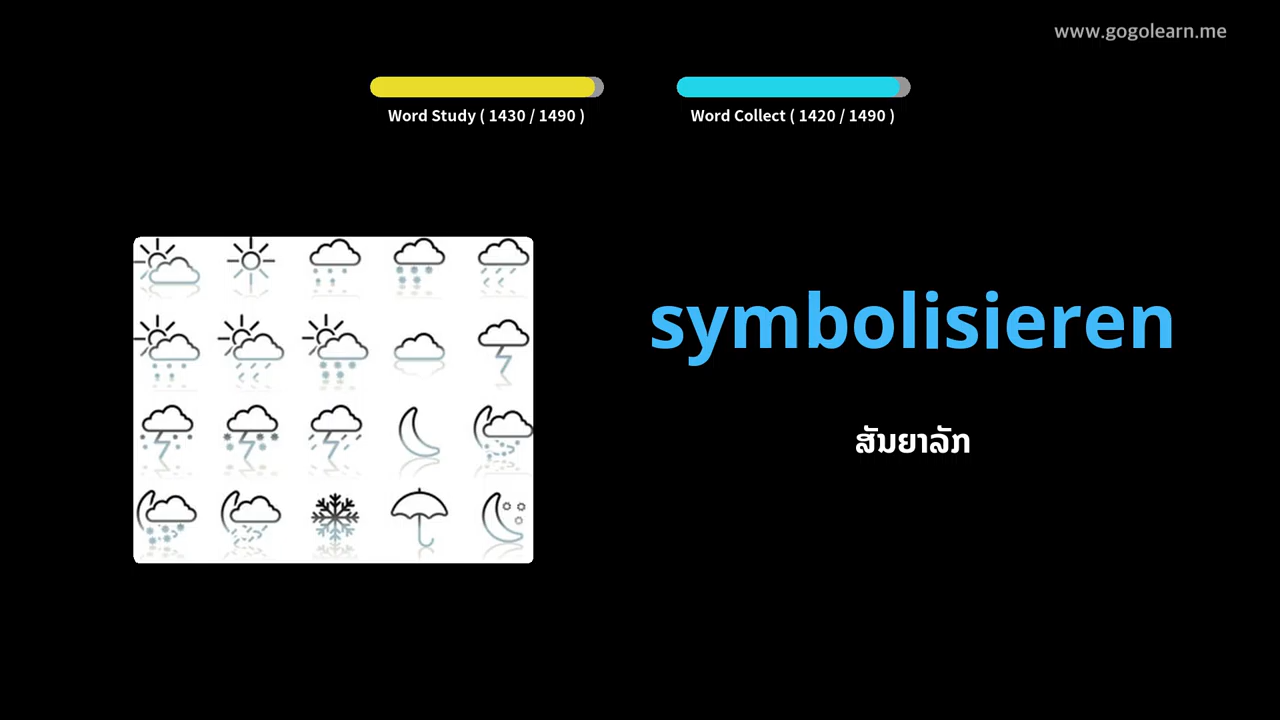 www.gogolearn.me
Word Study ( 1430 / 1490 )
Word Collect ( 1420 / 1490 )
symbolisieren
ສັນຍາລັກ